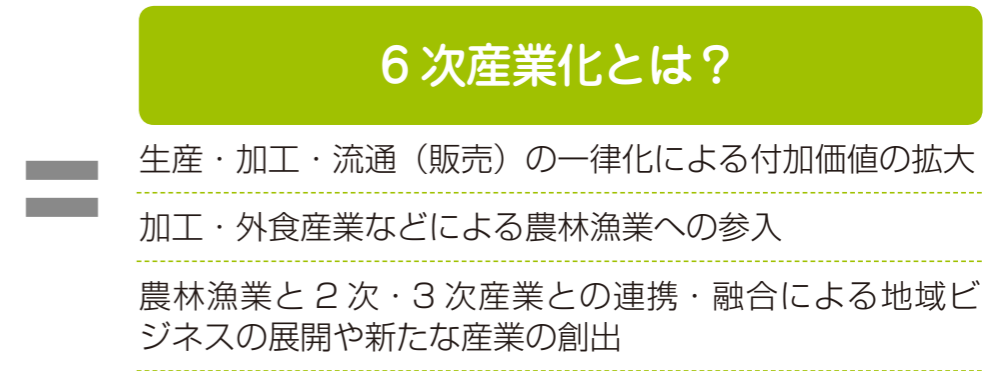 6次産業化とは？
生産・加工・流通（販売）の一律化による付加価値の拡大
加工・外食産業などによる農林漁業への参入
農林漁業と2次・3次産業との連携・融合による地域ビ
ジネスの展開や新たな産業の創出